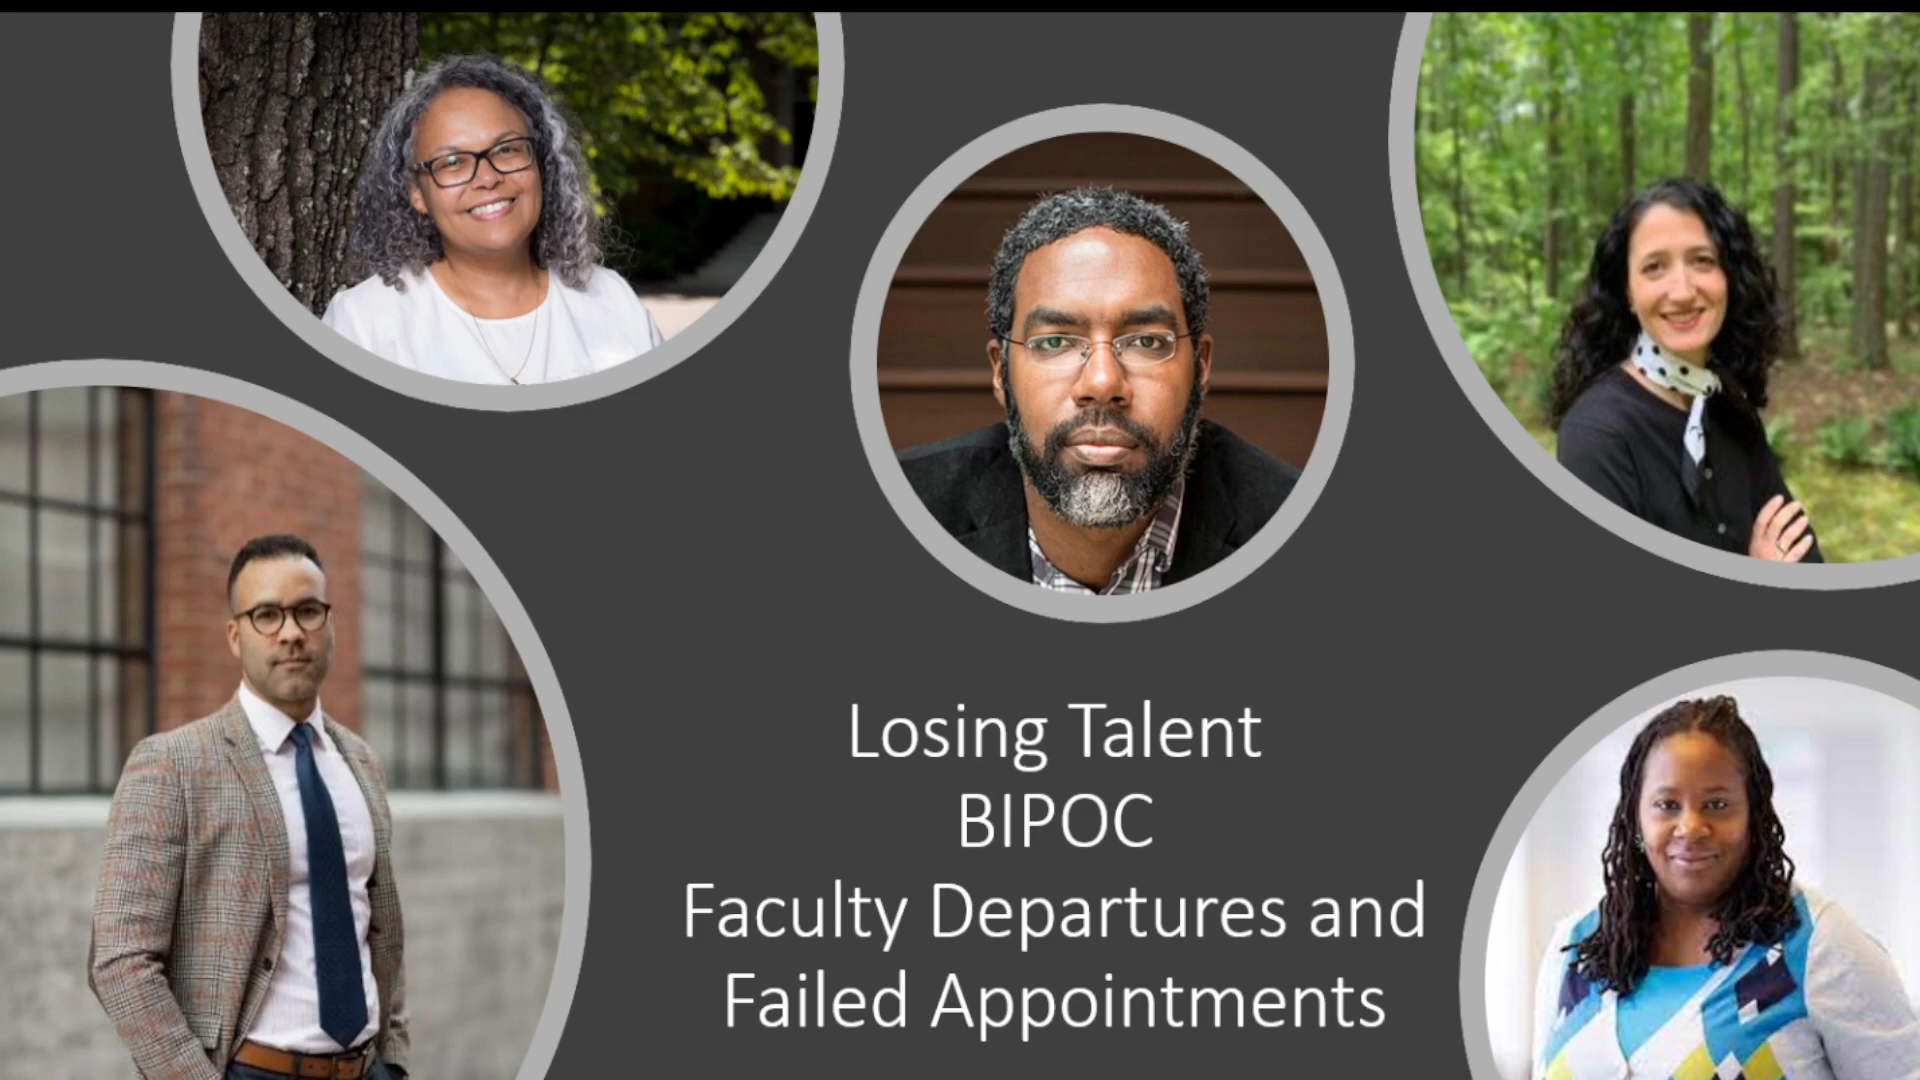 Losing Talent
BIPOC
Faculty Departures and
Failed Appointments